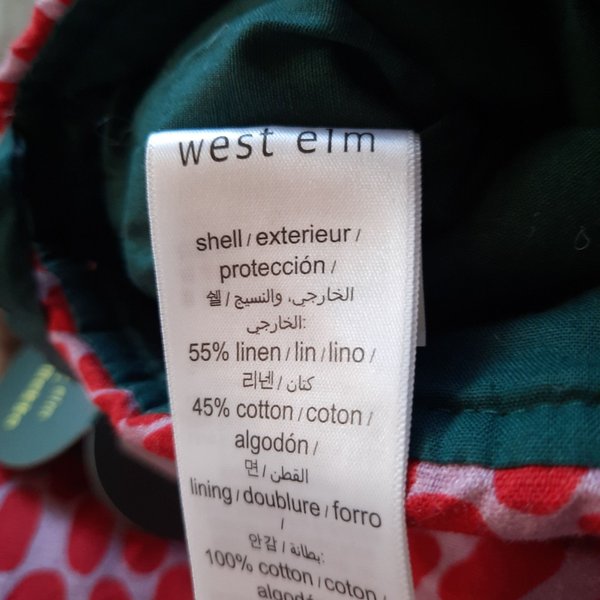 west elm
shell / exterieur /
protección /
쉘 / الخارجي، والنسيج
الخارجي:
55% linen / lin / lino /
리넨 / كتان
45% cotton / coton /
algodón /
면 / القطن
lining / doublure / forro
/
안감 / بطانة:
100% cotton / coton /
algodón